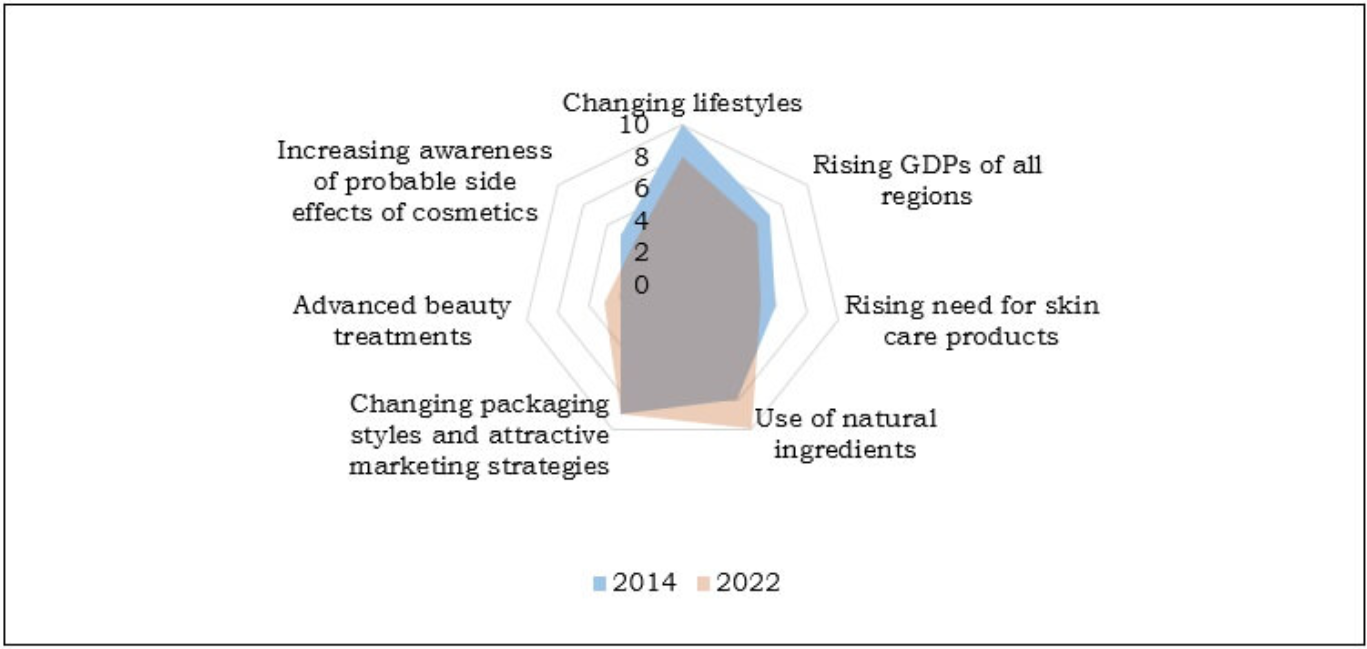 Changing lifestyles
10
8
6
4
2
0
Rising GDPs of all
regions
Rising need for skin
care products
Use of natural
ingredients
Changing packaging
styles and attractive
marketing strategies
Advanced beauty
treatments
Increasing awareness
of probable side
effects of cosmetics
2014 2022